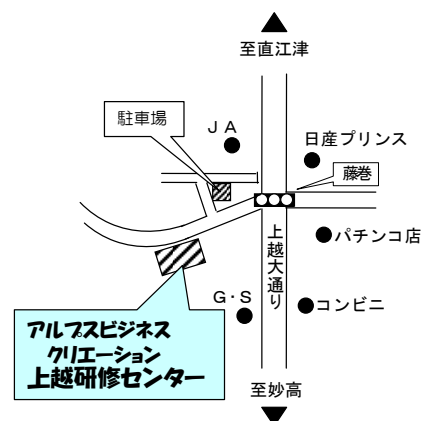 至直江津
駐車場
JA
日産プリンス
藤巻
上越大通り
パチンコ店
G・S
コンビニ
アルプスビジネス
クリエーション
上越研修センター
至妙高